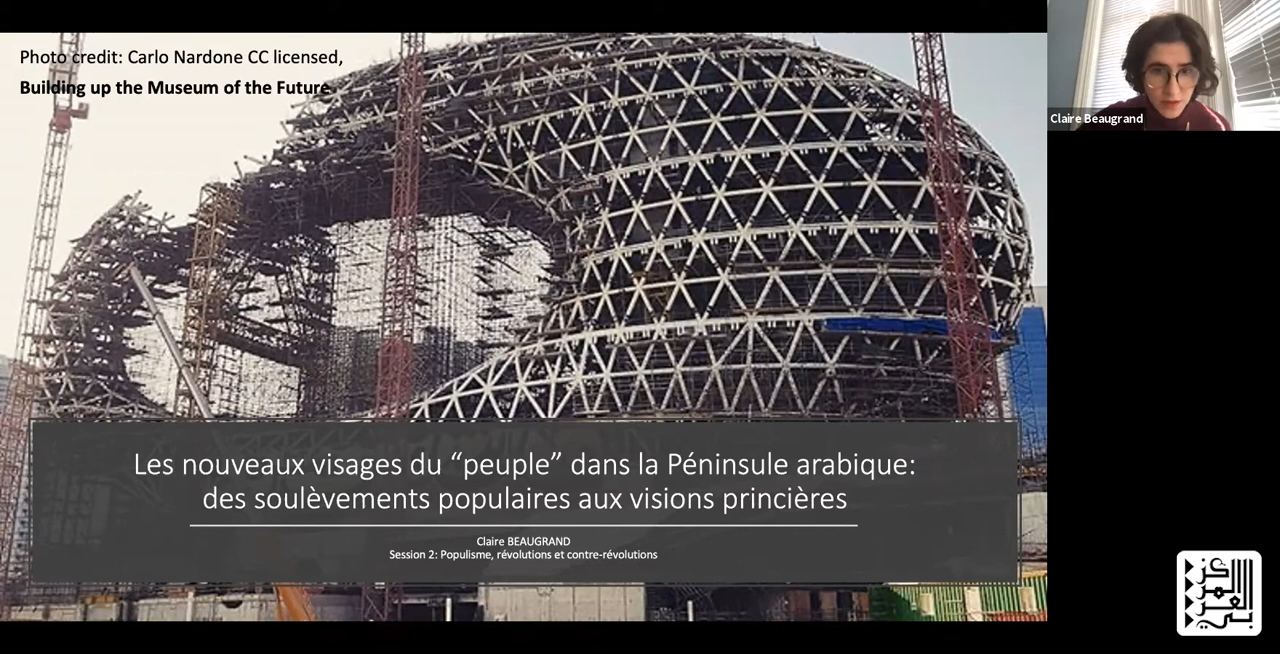 Photo credit: Carlo Nardone CC licensed,
Building up the Museum of the Future
Claire Beaugrand
Les nouveaux visages du “peuple” dans la Péninsule arabique:
des soulèvements populaires aux visions princières
Claire BEAUGRAND
Session 2: Populisme, révolutions et contre-révolutions
المركز
العربي